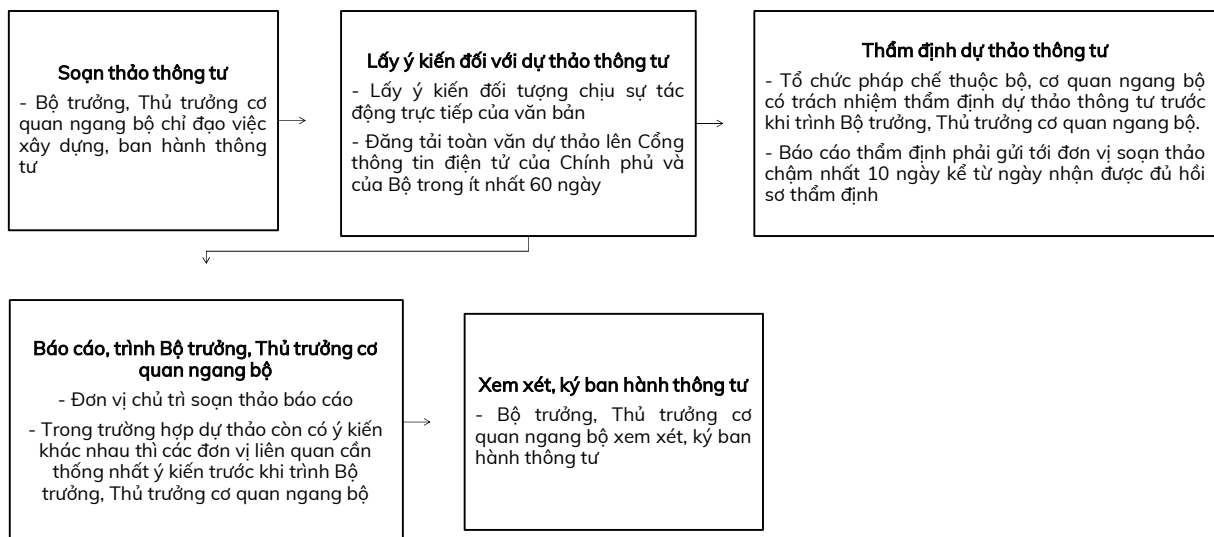 Soạn thảo thông tư
- Bộ trưởng, Thủ trưởng cơ
quan ngang bộ chỉ đạo việc
xây dựng, ban hành thông
tư
Lấy ý kiến đối với dự thảo thông tư
- Lấy ý kiến đối tượng chịu sự tác
động trực tiếp của văn bản
- Đăng tải toàn văn dự thảo lên Cổng
thông tin điện tử của Chính phủ và
của Bộ trong ít nhất 60 ngày
Thẩm định dự thảo thông tư
- Tổ chức pháp chế thuộc bộ, cơ quan ngang bộ
có trách nhiệm thẩm định dự thảo thông tư trước
khi trình Bộ trưởng, Thủ trưởng cơ quan ngang bộ.
- Báo cáo thẩm định phải gửi tới đơn vị soạn thảo
chậm nhất 10 ngày kể từ ngày nhận được đủ hồi
sơ thẩm định
Báo cáo, trình Bộ trưởng, Thủ trưởng cơ
quan ngang bộ
- Đơn vị chủ trì soạn thảo báo cáo
- Trong trường hợp dự thảo còn có ý kiến
khác nhau thì các đơn vị liên quan cần
thống nhất ý kiến trước khi trình Bộ
trưởng, Thủ trưởng cơ quan ngang bộ
Xem xét, ký ban hành thông tư
- Bộ trưởng, Thủ trưởng cơ
quan ngang bộ xem xét, ký ban
hành thông tư